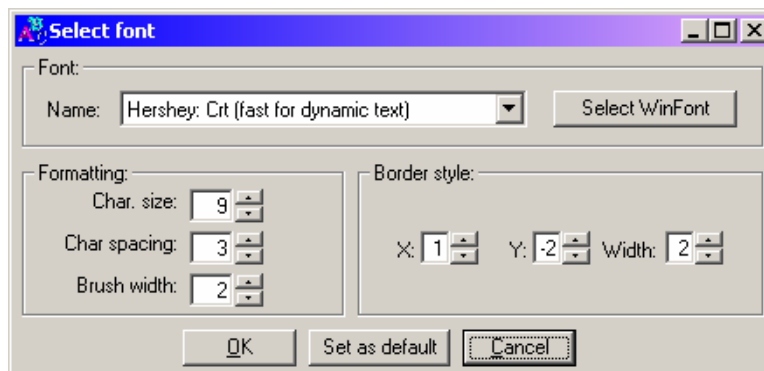 Select font
Font:
Name: Hershey: Crt (fast for dynamic text) Select WinFont
Formatting:
Char. size: 9
Char spacing: 3
Brush width: 2
Border style:
X: 1 Y: -2 Width: 2
OK Set as default Cancel